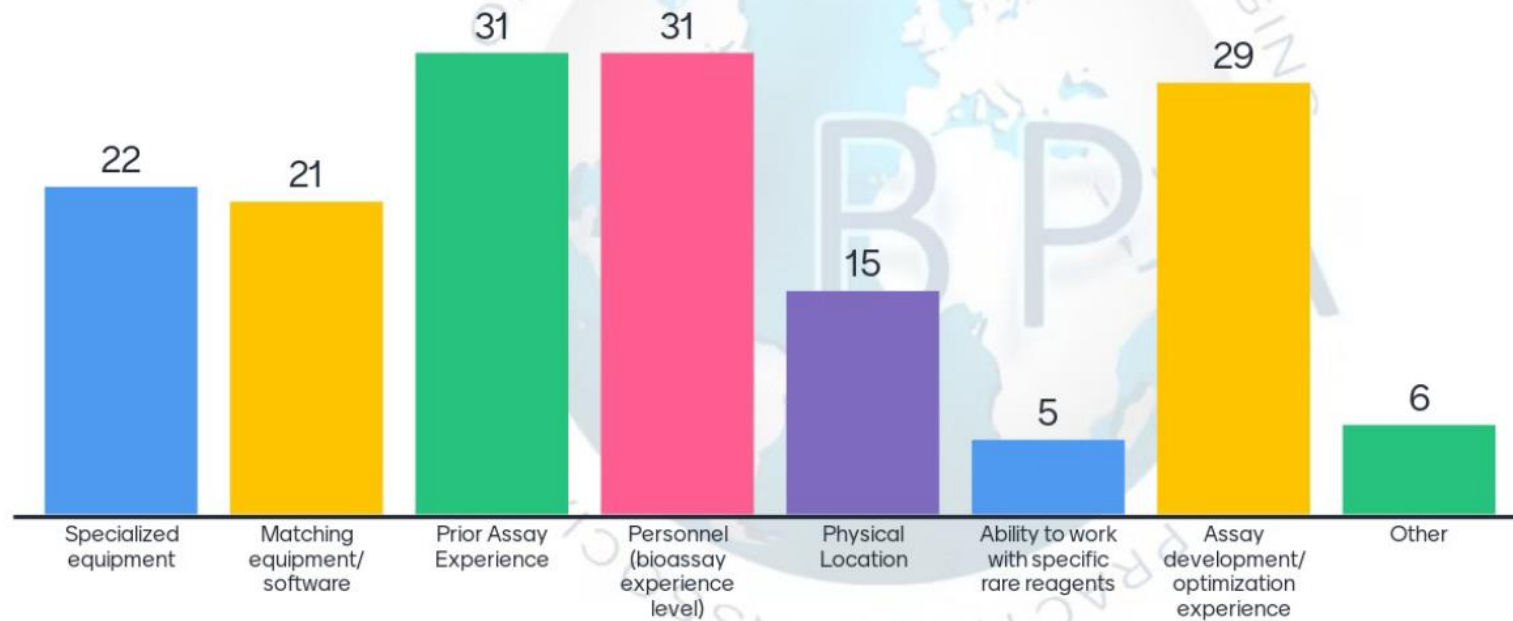 31
31
29
22
21
15
5
6
Specialized
equipment
Matching
equipment/
software
Prior Assay
Experience
Personnel
(bioassay
experience
level)
Physical
Location
Ability to work
with specific
rare reagents
Assay
development/
optimization
experience
Other
B P A